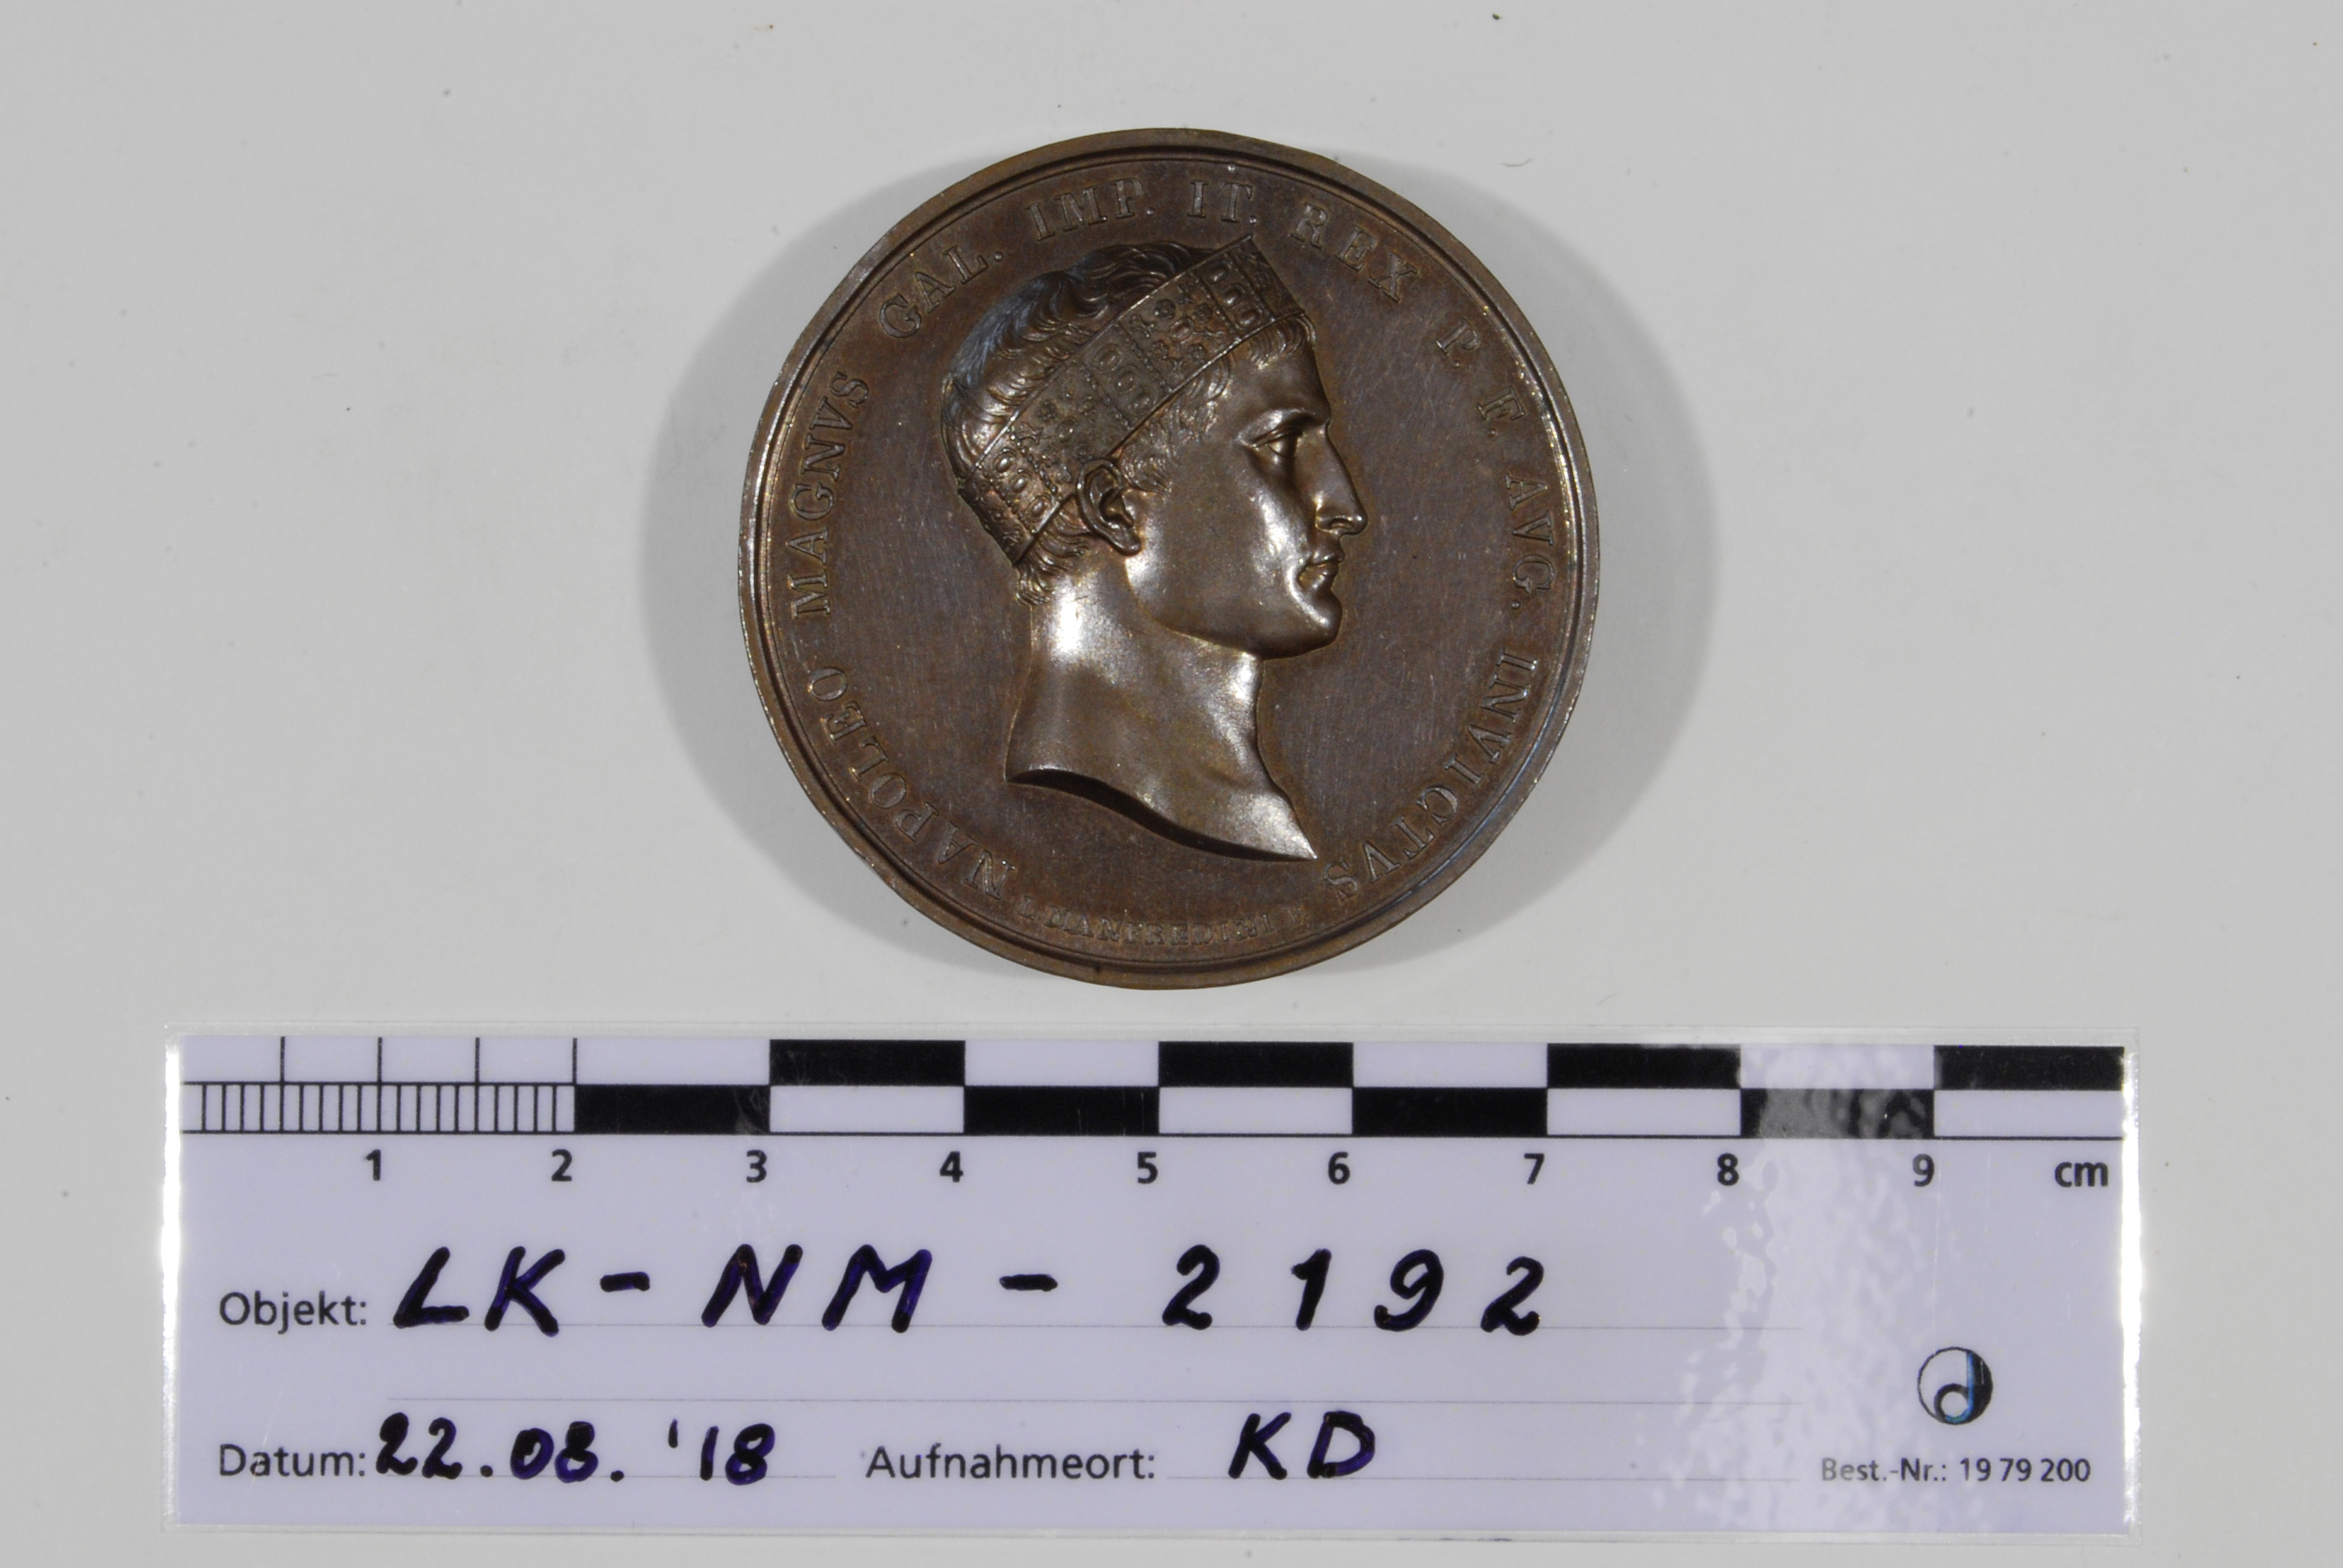 NAPOLEO MAGNVS GAL. IMP. IT. REX P. F. AVG. INVICTVS
L. MANFREDINI F.
1 2 3 4 5 6 7 8 9 cm
Objekt: LK-NM-2192
Datum: 22.08.'18 Aufnahmeort: KD
Best.-Nr.: 19 79 200